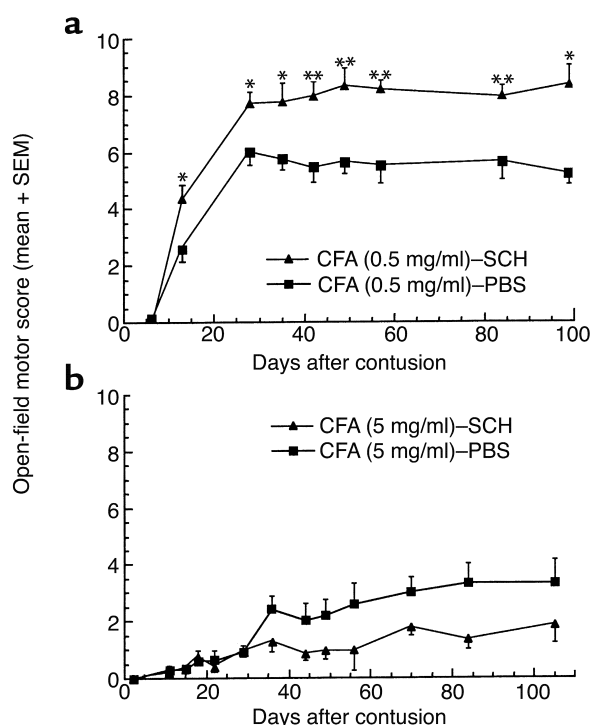 a
10
8
6
4
2
0
* * ** ** ** ** *
*
CFA (0.5 mg/ml)–SCH
CFA (0.5 mg/ml)–PBS
0 20 40 60 80 100
Days after contusion
Open-field motor score (mean + SEM)
b
10
8
6
4
2
0
CFA (5 mg/ml)–SCH
CFA (5 mg/ml)–PBS
0 20 40 60 80 100
Days after contusion